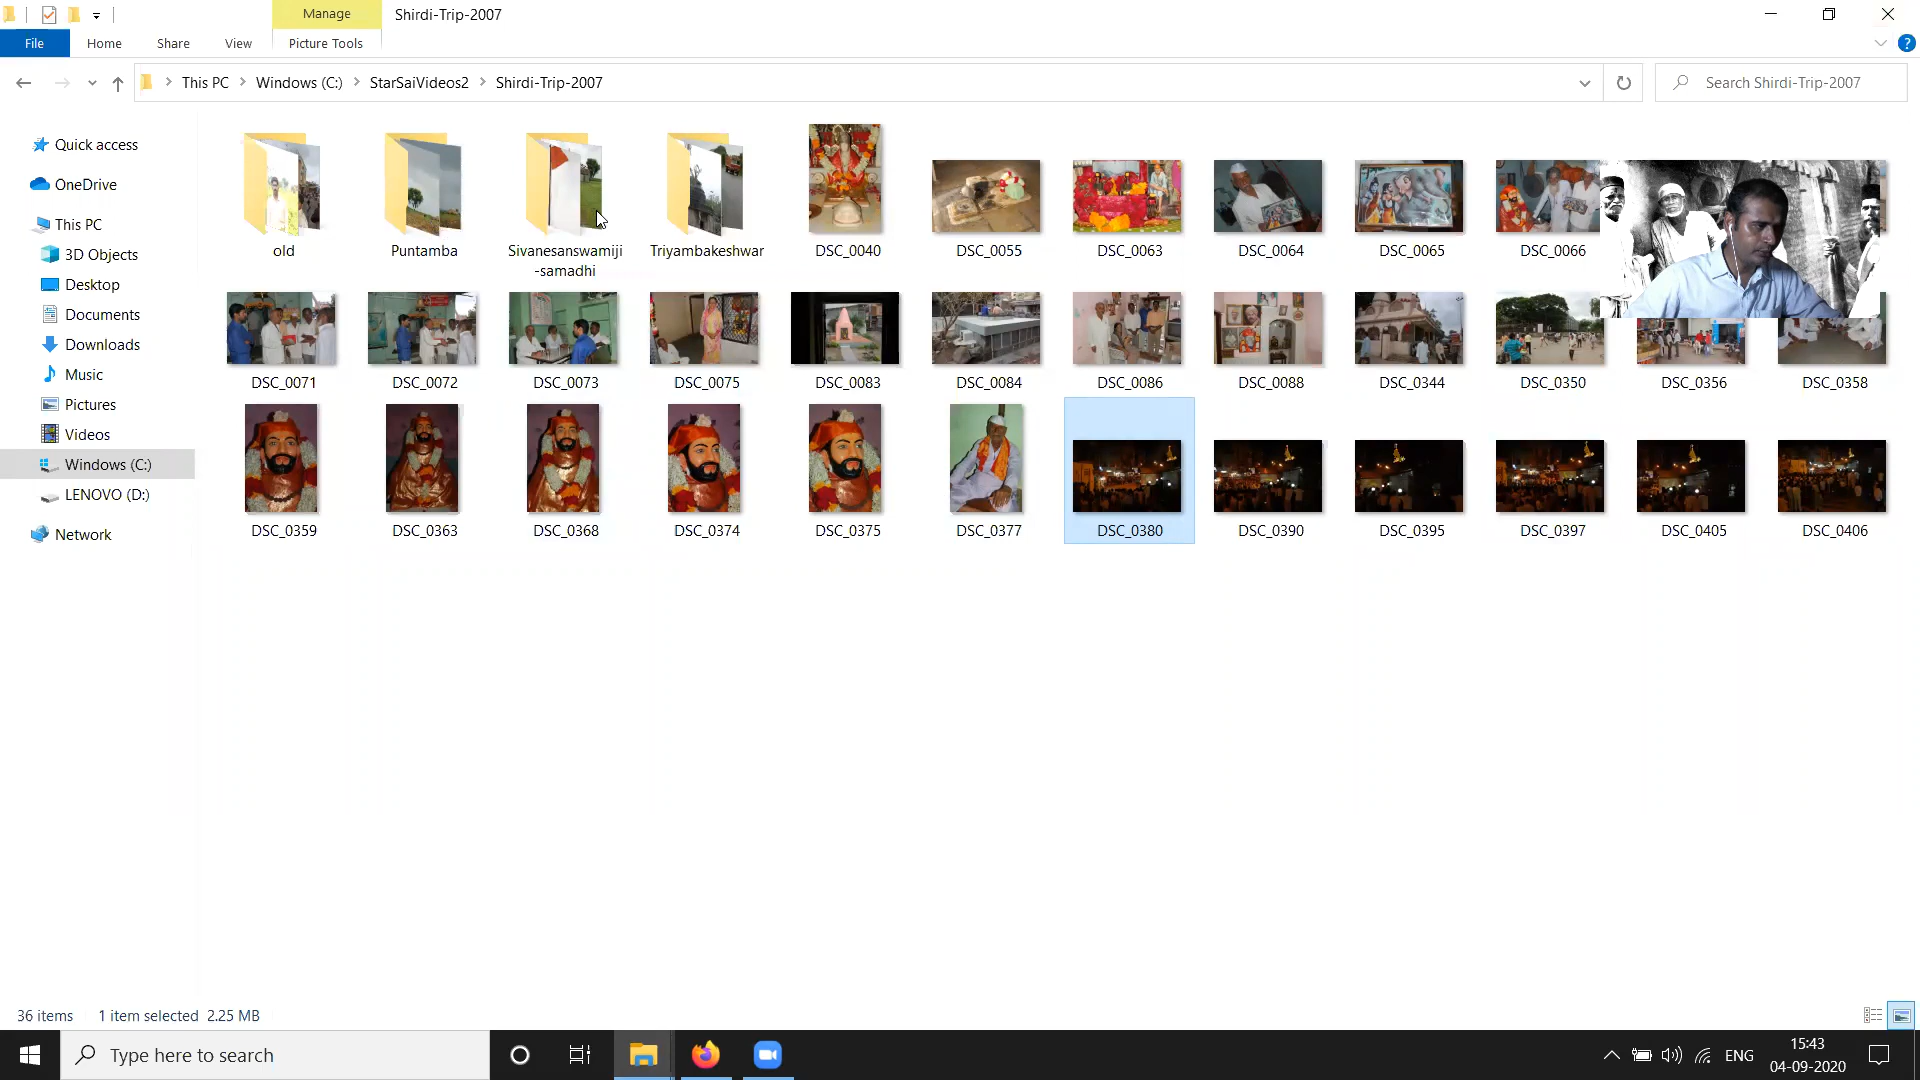 Manage
Shirdi-Trip-2007
File
Home
Share
View
Picture Tools
This PC
Windows (C:)
StarSaiVideos2
Shirdi-Trip-2007
Search Shirdi-Trip-2007
Quick access
OneDrive
This PC
3D Objects
Desktop
Documents
Downloads
Music
Pictures
Videos
Windows (C:)
LENOVO (D:)
Network
old
Puntamba
Sivanesanswamiji
-samadhi
Triyambakeshwar
DSC_0040
DSC_0055
DSC_0063
DSC_0064
DSC_0065
DSC_0066
DSC_0071
DSC_0072
DSC_0073
DSC_0075
DSC_0083
DSC_0084
DSC_0086
DSC_0088
DSC_0344
DSC_0350
DSC_0356
DSC_0358
DSC_0359
DSC_0363
DSC_0368
DSC_0374
DSC_0375
DSC_0377
DSC_0380
DSC_0390
DSC_0395
DSC_0397
DSC_0405
DSC_0406
36 items
1 item selected 2.25 MB
Type here to search
ENG
15:43
04-09-2020